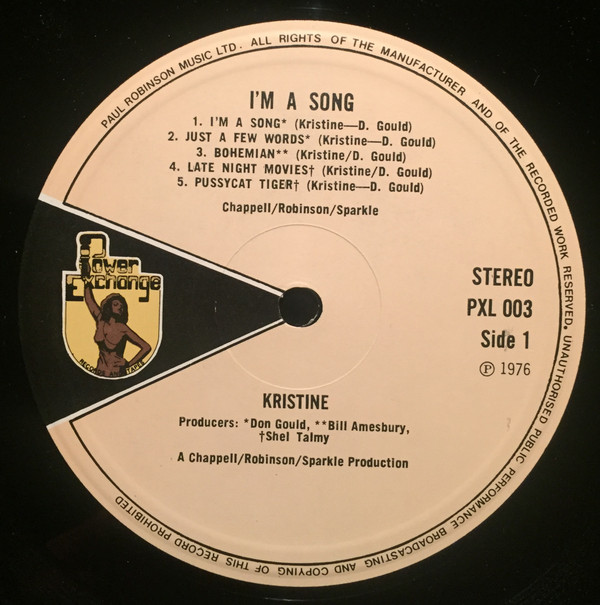 PAUL ROBINSON MUSIC LTD. ALL RIGHTS OF THE MANUFACTURER AND OF THE RECORDED WORK RESERVED. UNAUTHORISED PUBLIC PERFORMANCE BROADCASTING AND COPYING OF THIS RECORD PROHIBITED
I'M A SONG
1. I'M A SONG* (Kristine—D. Gould)
2. JUST A FEW WORDS* (Kristine—D. Gould)
3. BOHEMIAN** (Kristine/D. Gould)
4. LATE NIGHT MOVIES† (Kristine/D. Gould)
5. PUSSYCAT TIGER† (Kristine—D. Gould)
Chappell/Robinson/Sparkle
Power
Exchange
RECORDS AND TAPES
STEREO
PXL 003
Side 1
℗ 1976
KRISTINE
Producers: *Don Gould, **Bill Amesbury,
†Shel Talmy
A Chappell/Robinson/Sparkle Production